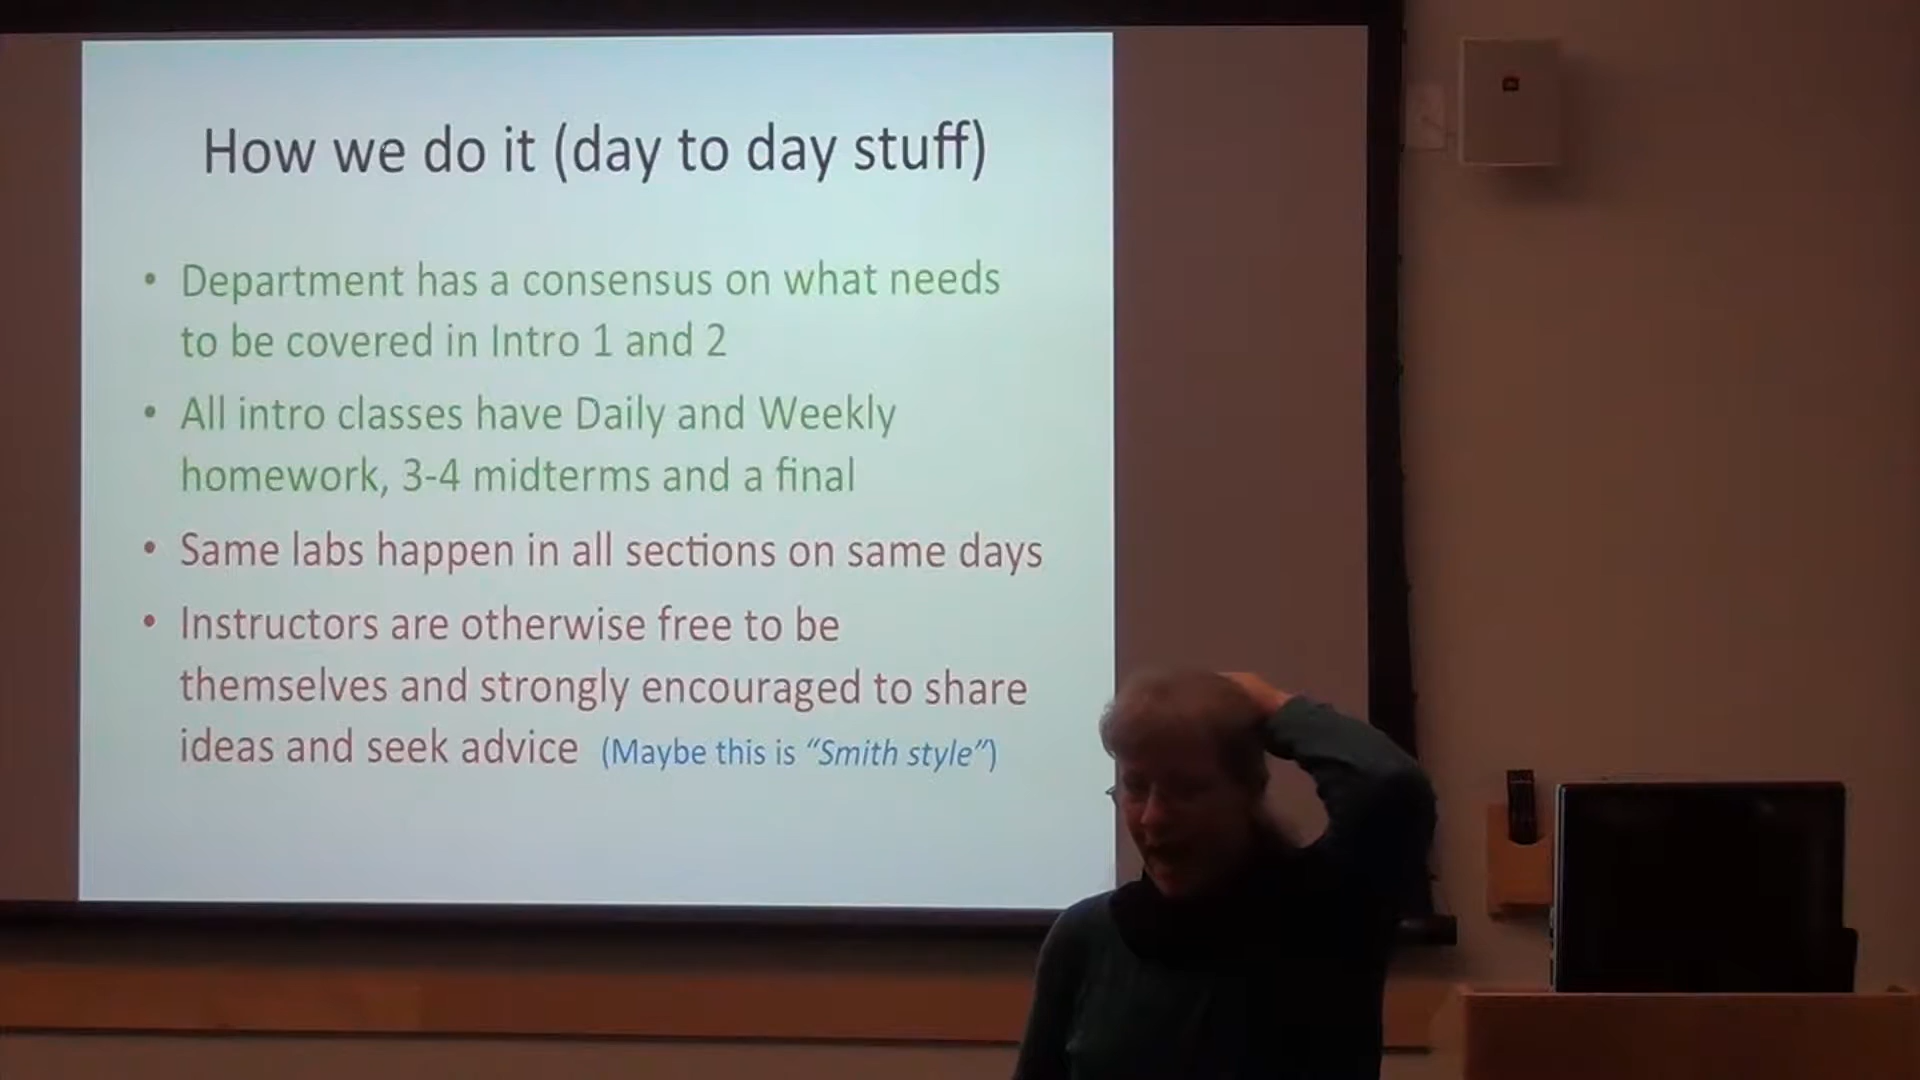 How we do it (day to day stuff)
• Department has a consensus on what needs
to be covered in Intro 1 and 2
• All intro classes have Daily and Weekly
homework, 3-4 midterms and a final
• Same labs happen in all sections on same days
• Instructors are otherwise free to be
themselves and strongly encouraged to share
ideas and seek advice (Maybe this is “Smith style”)